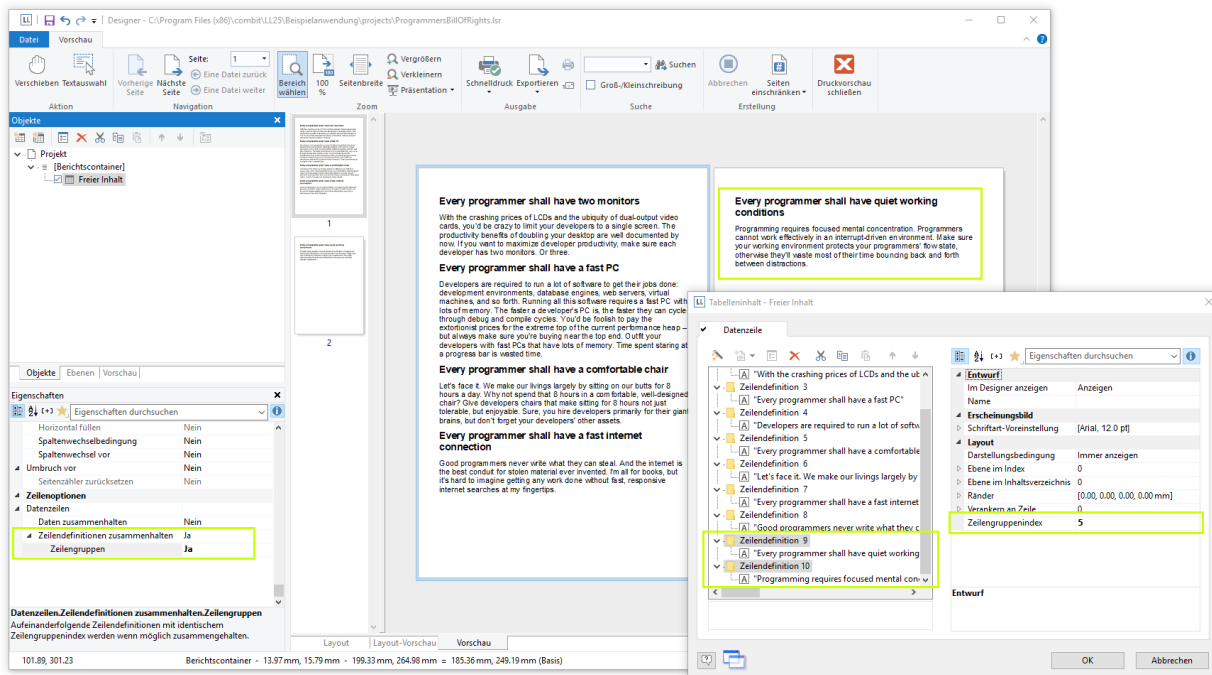 LL Designer - C:\Program Files (x86)\combit\LL25\Beispielanwendung\projects\ProgrammersBillOfRights.lsr
Datei Vorschau
Verschieben Textauswahl
Aktion
Vorherige Seite
Nächste Seite
Seite: 1
Eine Datei zurück
Eine Datei weiter
Navigation
Bereich wählen
100 %
Seitenbreite
Vergrößern
Verkleinern
Präsentation
Zoom
Schnelldruck Exportieren
Ausgabe
Suchen
Groß-/Kleinschreibung
Suche
Abbrechen
Seiten einschränken
Erstellung
Druckvorschau schließen
Objekte
Projekt
[Berichtscontainer]
Freier Inhalt
Objekte Ebenen Vorschau
Eigenschaften
Eigenschaften durchsuchen
Horizontal füllen Nein
Spaltenwechselbedingung Nein
Spaltenwechsel vor Nein
Umbruch vor Nein
Seitenzähler zurücksetzen Nein
Zeilenoptionen
Datenzeilen
Daten zusammenhalten Nein
Zeilendefinitionen zusammenhalten Ja
Zeilengruppen Ja
Datenzeilen.Zeilendefinitionen zusammenhalten.Zeilengruppen
Aufeinanderfolgende Zeilendefinitionen mit identischem
Zeilengruppenindex werden wenn möglich zusammengehalten.
1
2
Every programmer shall have two monitors
With the crashing prices of LCDs and the ubiquity of dual-output video
cards, you'd be crazy to limit your developers to a single screen. The
productivity benefits of doubling your desktop are well documented by
now. If you want to maximize developer productivity, make sure each
developer has two monitors. Or three.
Every programmer shall have a fast PC
Developers are required to run a lot of software to get their jobs done:
development environments, database engines, web servers, virtual
machines, and so forth. Running all this software requires a fast PC with
lots of memory. The faster a developer's PC is, the faster they can cycle
through debug and compile cycles. You'd be foolish to pay the
extortionist prices for the extreme top of the current performance heap –
but always make sure you're buying near the top end. Outfit your
developers with fast PCs that have lots of memory. Time spent staring at
a progress bar is wasted time.
Every programmer shall have a comfortable chair
Let's face it. We make our livings largely by sitting on our butts for 8
hours a day. Why not spend that 8 hours in a comfortable, well-designed
chair? Give developers chairs that make sitting for 8 hours not just
tolerable, but enjoyable. Sure, you hire developers primarily for their giant
brains, but don't forget your developers' other assets.
Every programmer shall have a fast internet
connection
Good programmers never write what they can steal. And the internet is
the best conduit for stolen material ever invented. I'm all for books, but
it's hard to imagine getting any work done without fast, responsive
internet searches at my fingertips.
Every programmer shall have quiet working
conditions
Programming requires focused mental concentration. Programmers
cannot work effectively in an interrupt-driven environment. Make sure
your working environment protects your programmers' flow state,
otherwise they'll waste most of their time bouncing back and forth
between distractions.
Layout Layout-Vorschau Vorschau
101.89, 301.23 Berichtscontainer - 13.97 mm, 15.79 mm - 199.33 mm, 264.98 mm = 185.36 mm, 249.19 mm (Basis)
LL Tabelleninhalt - Freier Inhalt
Datenzeile
"With the crashing prices of LCDs and the ub
Zeilendefinition 3
"Every programmer shall have a fast PC"
Zeilendefinition 4
"Developers are required to run a lot of softw
Zeilendefinition 5
"Every programmer shall have a comfortable
Zeilendefinition 6
"Let's face it. We make our livings largely by
Zeilendefinition 7
"Every programmer shall have a fast internet
Zeilendefinition 8
"Good programmers never write what they c
Zeilendefinition 9
"Every programmer shall have quiet working
Zeilendefinition 10
"Programming requires focused mental con
Eigenschaften durchsuchen
Entwurf
Im Designer anzeigen Anzeigen
Name
Erscheinungsbild
Schriftart-Voreinstellung [Arial, 12.0 pt]
Layout
Darstellungsbedingung Immer anzeigen
Ebene im Index 0
Ebene im Inhaltsverzeichnis 0
Ränder [0.00, 0.00, 0.00, 0.00 mm]
Verankern an Zeile 0
Zeilengruppenindex 5
Entwurf
OK Abbrechen